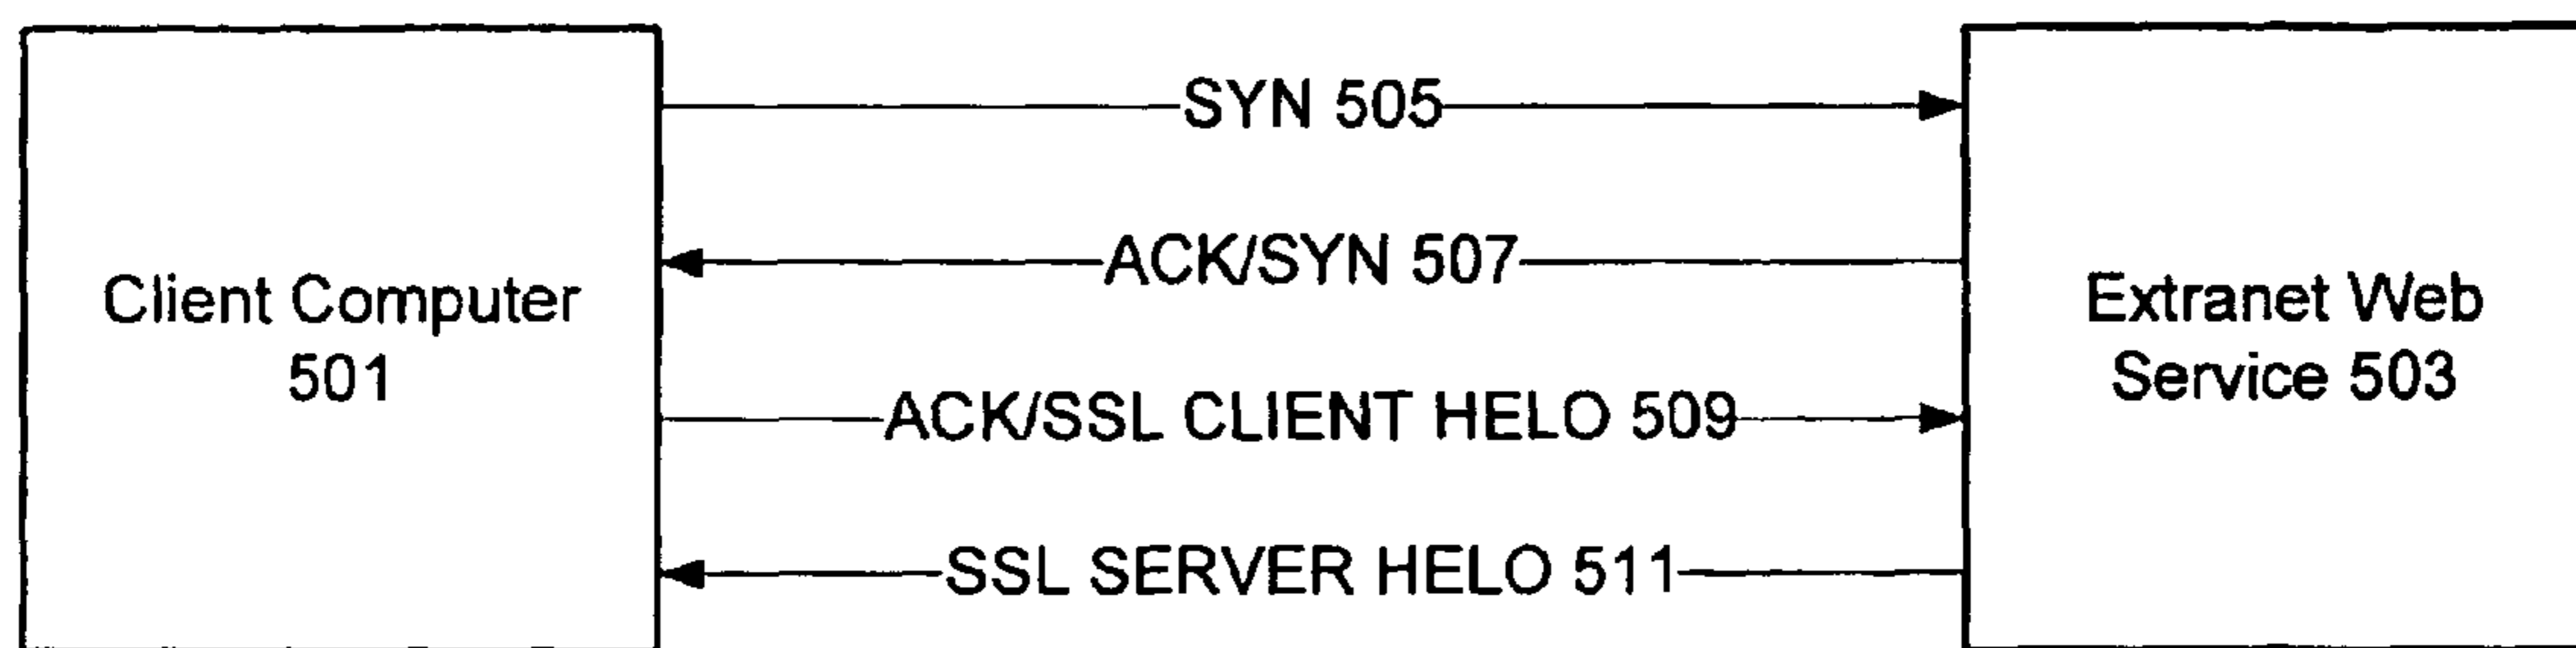 SYN 505
ACK/SYN 507
Client Computer
501
Extranet Web
Service 503
ACK/SSL CLIENT HELO 509
SSL SERVER HELO 511